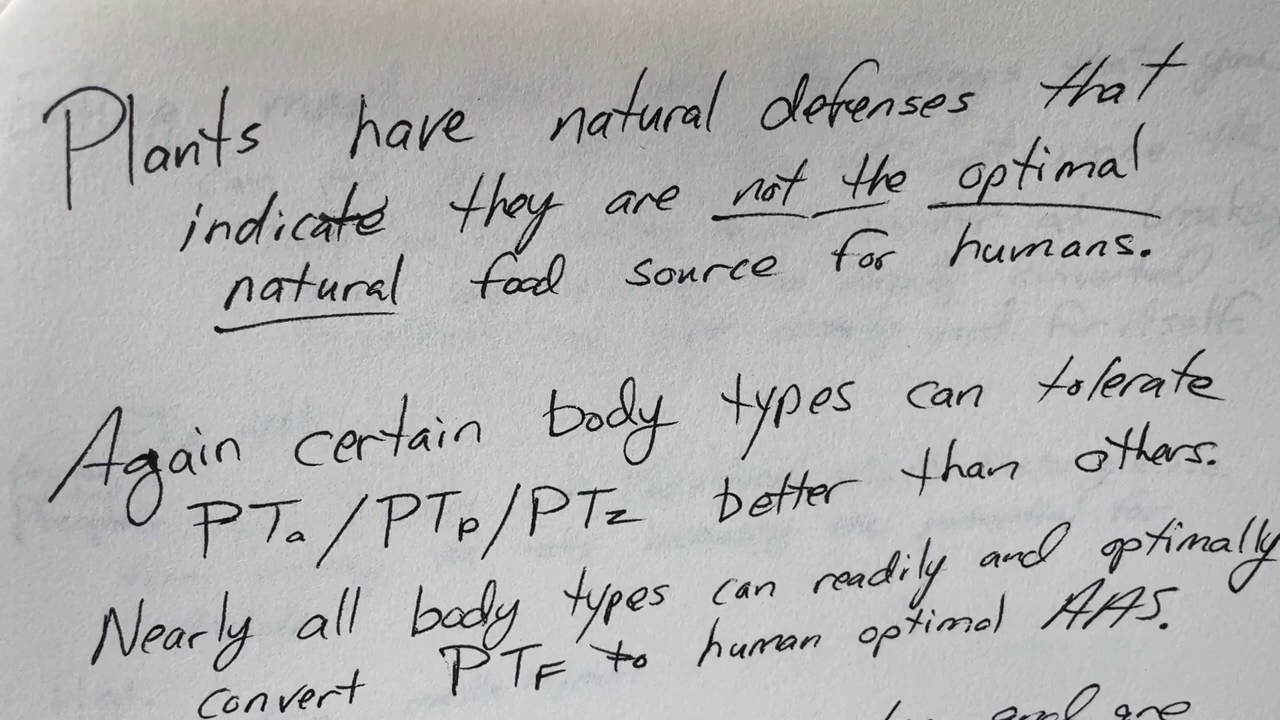 Plants have natural defenses that
indicate they are not the optimal
natural food source for humans.
Again certain body types can tolerate
PTa/PTp/PTz better than others.
Nearly all body types can readily and optimally
convert PTF to human optimal AAS.
and are